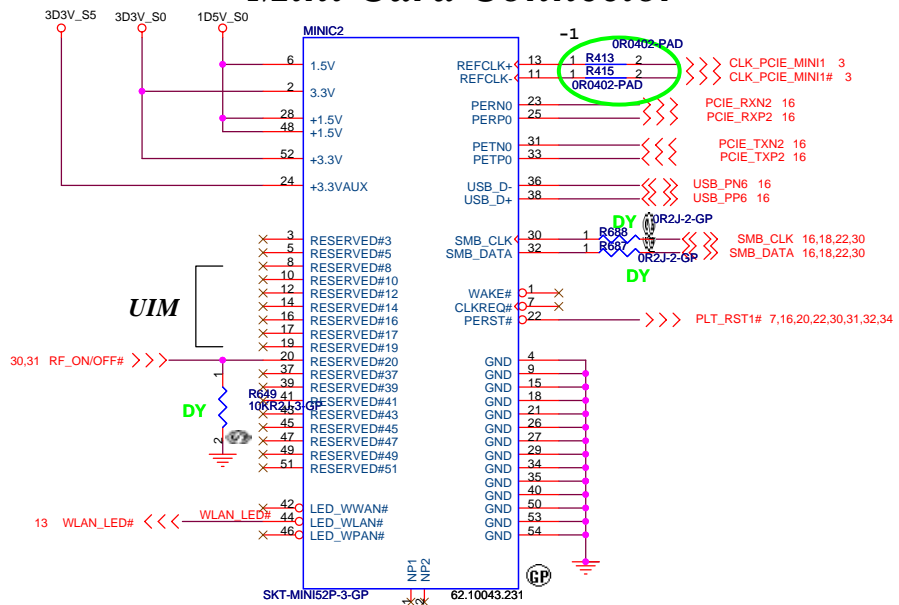 Mini Card Connector
3D3V_S5 3D3V_S0 1D5V_S0
MINIC2
-1
0R0402-PAD
6 1.5V REFCLK+ 13 1 R413 2 CLK_PCIE_MINI1 3
REFCLK- 11 1 R415 2 CLK_PCIE_MINI1# 3
0R0402-PAD
2 3.3V
PERN0 23 PCIE_RXN2 16
28 +1.5V PERP0 25 PCIE_RXP2 16
48 +1.5V
PETN0 31 PCIE_TXN2 16
52 +3.3V PETP0 33 PCIE_TXP2 16
24 +3.3VAUX USB_D- 36 USB_PN6 16
USB_D+ 38 USB_PP6 16
DY 0R2J-2-GP
3 RESERVED#3 SMB_CLK 30 1 R688 SMB_CLK 16,18,22,30
5 RESERVED#5 SMB_DATA 32 1 R687 SMB_DATA 16,18,22,30
0R2J-2-GP
DY
8 RESERVED#8
10 RESERVED#10
12 RESERVED#12 WAKE# 1
14 RESERVED#14 CLKREQ# 7
UIM
16 RESERVED#16 PERST# 22 PLT_RST1# 7,16,20,22,30,31,32,34
17 RESERVED#17
19 RESERVED#19
30,31 RF_ON/OFF# 20 RESERVED#20 GND 4
1 37 RESERVED#37 GND 9
39 RESERVED#39 GND 15
R649
41 RESERVED#41 GND 18
10KR2J-3-GP
DY
43 RESERVED#43 GND 21
45 RESERVED#45 GND 26
2 47 RESERVED#47 GND 27
49 RESERVED#49 GND 29
51 RESERVED#51 GND 34
GND 35
GND 40
42 LED_WWAN# GND 50
13 WLAN_LED# WLAN_LED# 44 LED_WLAN# GND 53
46 LED_WPAN# GND 54
NP1 NP2
GP
SKT-MINI52P-3-GP 62.10043.231
1 2